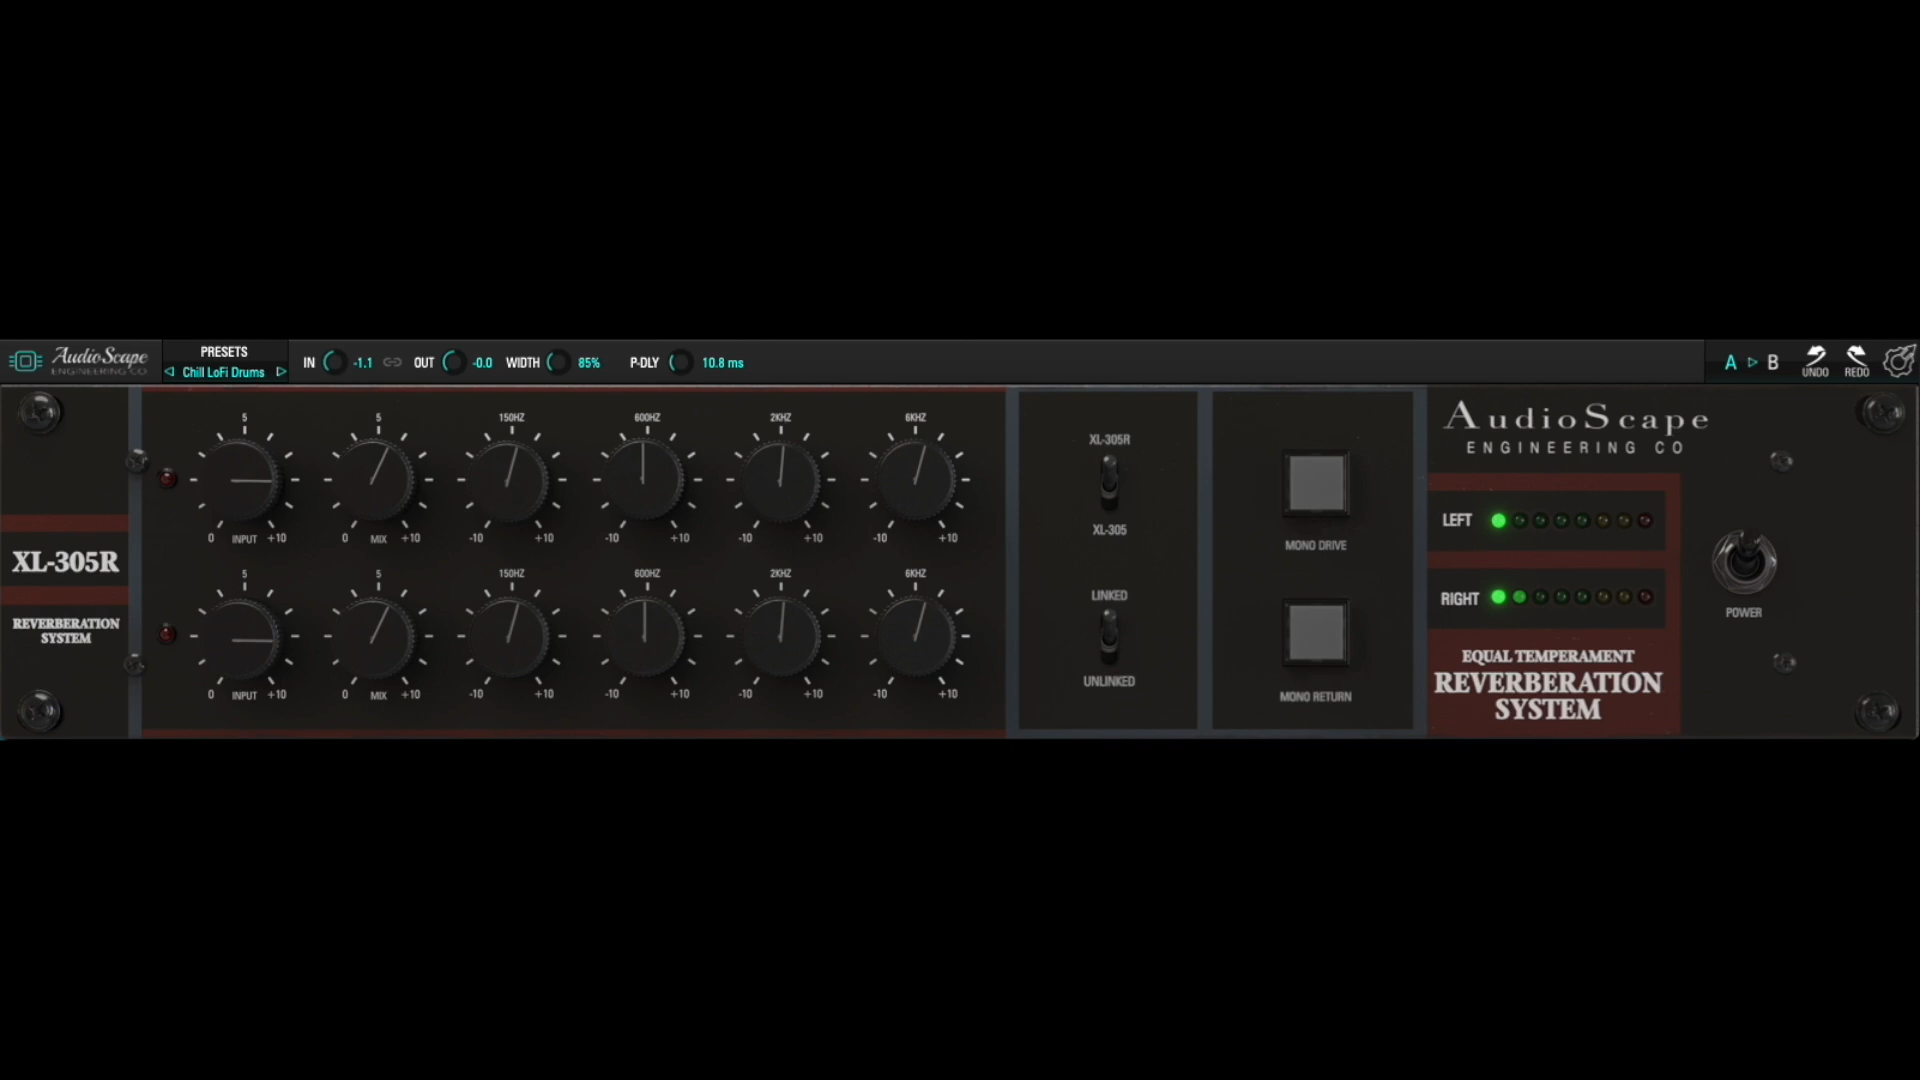 AudioScape
ENGINEERING CO
PRESETS
Chill LoFi Drums
IN -1.1 OUT -0.0 WIDTH 85% P-DLY 10.8 ms
A B UNDO REDO
5 5 150HZ 600HZ 2KHZ 6KHZ
0 INPUT +10 0 MIX +10 -10 +10 -10 +10 -10 +10 -10 +10
5 5 150HZ 600HZ 2KHZ 6KHZ
0 INPUT +10 0 MIX +10 -10 +10 -10 +10 -10 +10 -10 +10
XL-305R
REVERBERATION
SYSTEM
XL-305R
XL-305
LINKED
UNLINKED
MONO DRIVE
MONO RETURN
AudioScape
ENGINEERING CO
LEFT
RIGHT
EQUAL TEMPERAMENT
REVERBERATION
SYSTEM
POWER